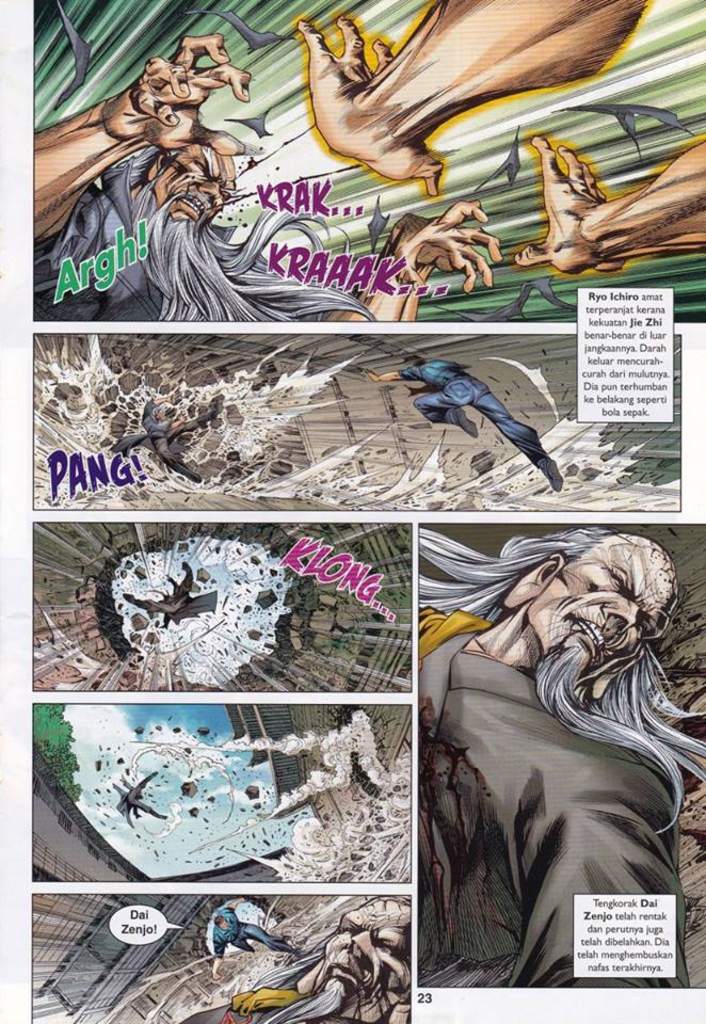 Argh!
KRAK...
KRAAAK...
Ryo Ichiro amat
terperanjat kerana
kekuatan Jie Zhi
benar-benar di luar
jangkaannya. Darah
keluar mencurah-
curah dari mulutnya.
Dia pun terhumban
ke belakang seperti
bola sepak.
PANG!
KLONG...
Dai
Zenjo!
Tengkorak Dai
Zenjo telah rentak
dan perutnya juga
telah dibelahkan. Dia
telah menghembuskan
nafas terakhirnya.
23